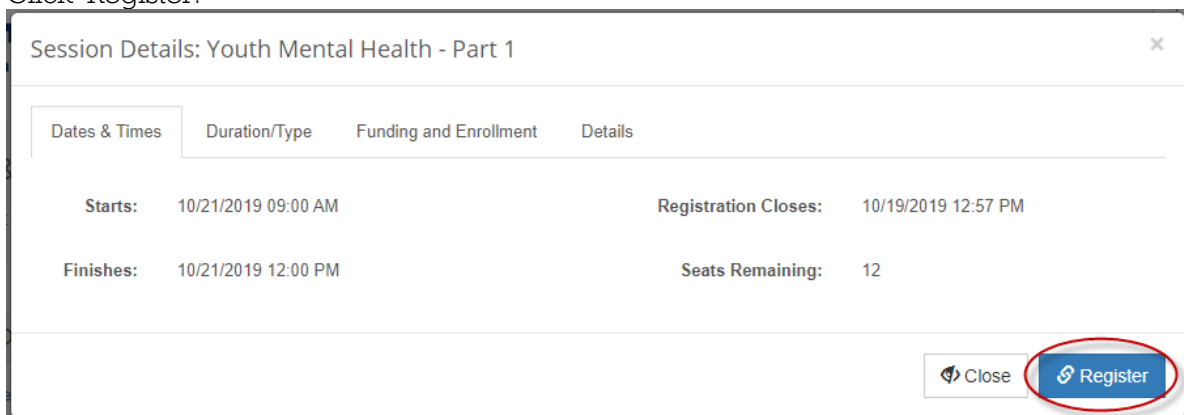 Click "Register."
Session Details: Youth Mental Health - Part 1
×
Dates & Times Duration/Type Funding and Enrollment Details
Starts: 10/21/2019 09:00 AM Registration Closes: 10/19/2019 12:57 PM
Finishes: 10/21/2019 12:00 PM Seats Remaining: 12
Close Register